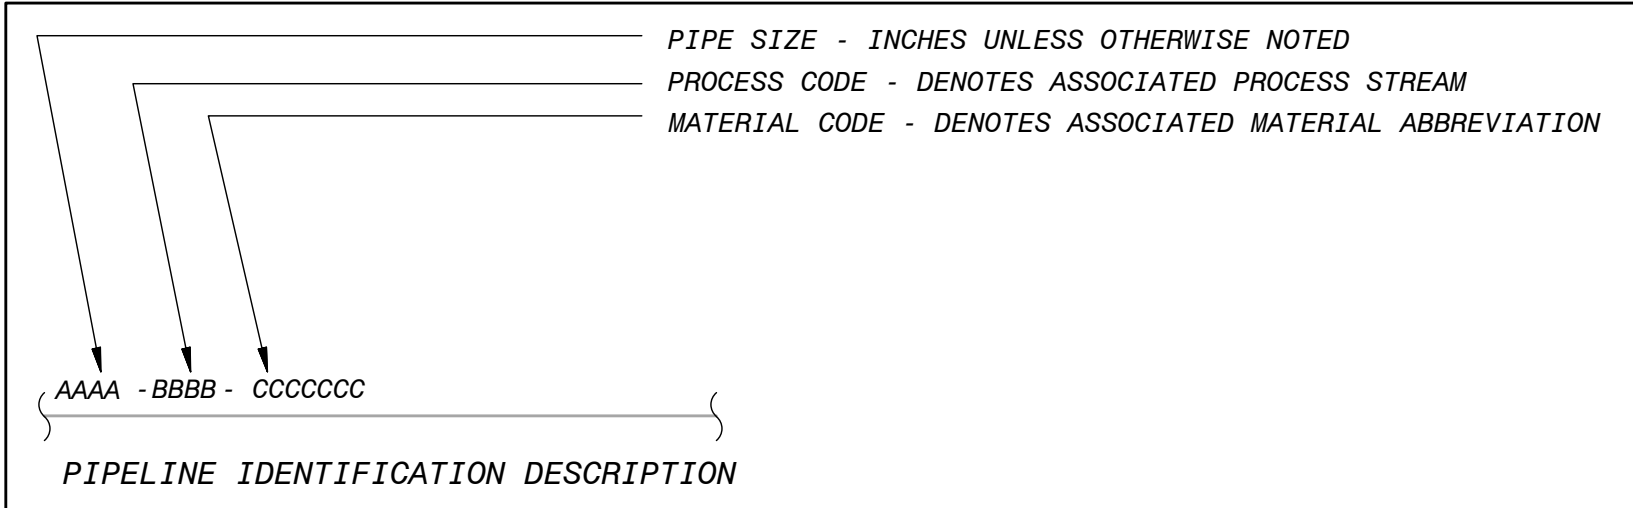 PIPE SIZE - INCHES UNLESS OTHERWISE NOTED
PROCESS CODE - DENOTES ASSOCIATED PROCESS STREAM
MATERIAL CODE - DENOTES ASSOCIATED MATERIAL ABBREVIATION
AAAA -BBBB- CCCCCCC
PIPELINE IDENTIFICATION DESCRIPTION